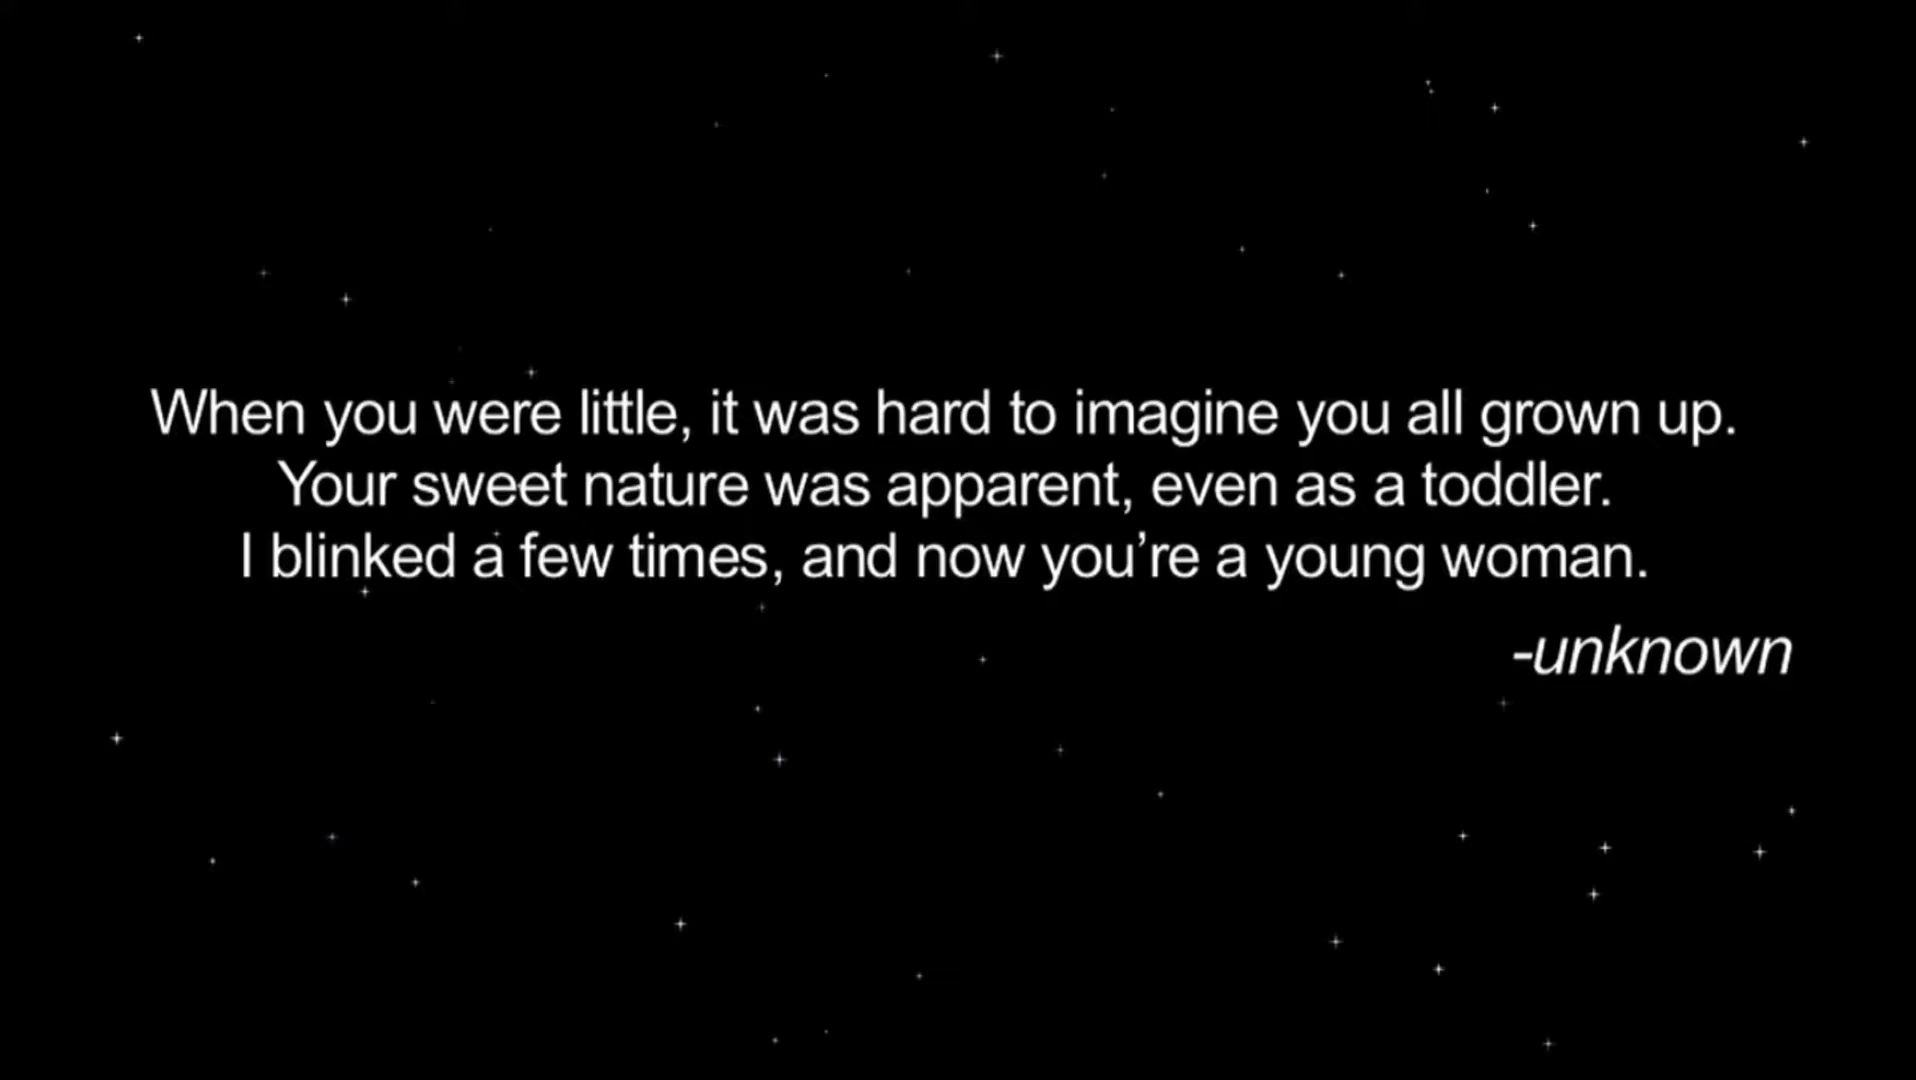 When you were little, it was hard to imagine you all grown up.
Your sweet nature was apparent, even as a toddler.
I blinked a few times, and now you’re a young woman.
-unknown